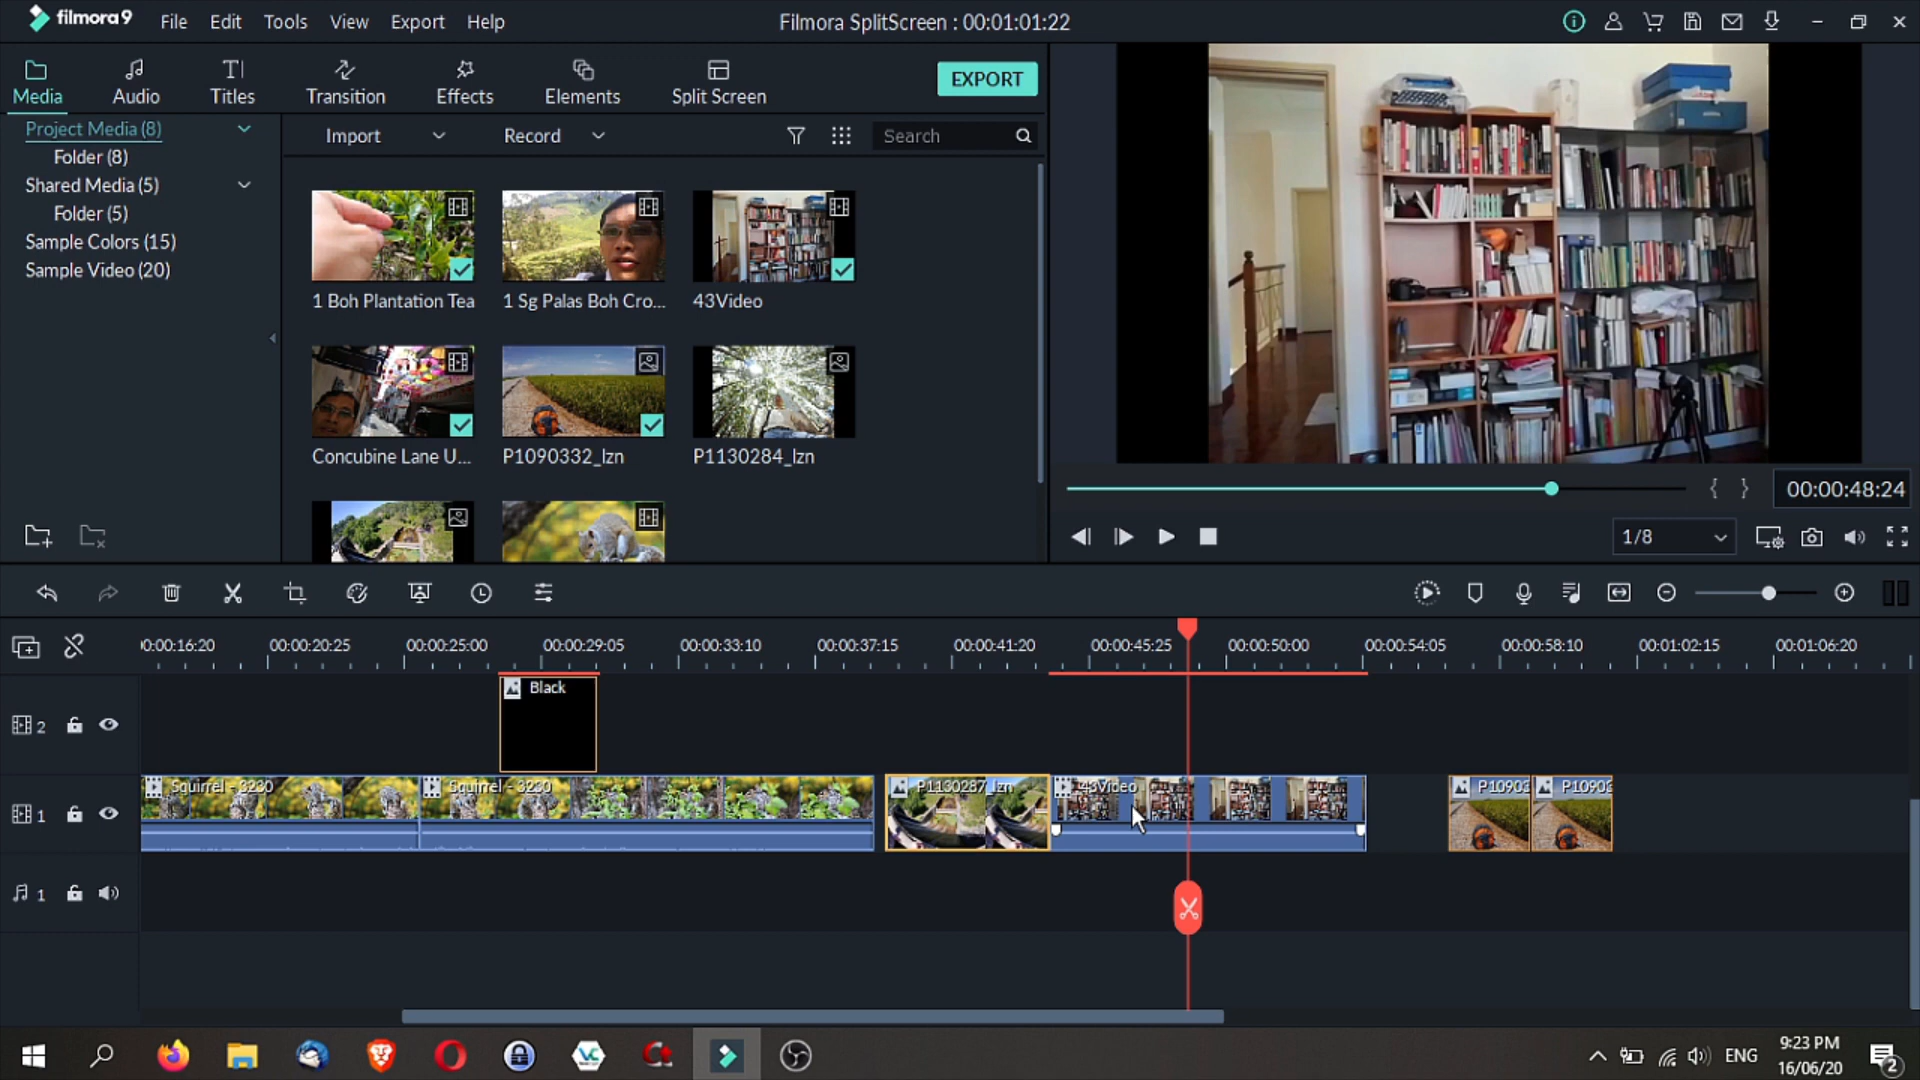 filmora9
File
Edit
Tools
View
Export
Help
Filmora SplitScreen : 00:01:01:22
Media
Audio
Titles
Transition
Effects
Elements
Split Screen
EXPORT
Project Media (8)
Folder (8)
Shared Media (5)
Folder (5)
Sample Colors (15)
Sample Video (20)
Import
Record
Search
1 Boh Plantation Tea
1 Sg Palas Boh Cro...
43Video
Concubine Lane U...
P1090332_lzn
P1130284_lzn
{ }
00:00:48:24
1/8
0:00:16:20
00:00:20:25
00:00:25:00
00:00:29:05
00:00:33:10
00:00:37:15
00:00:41:20
00:00:45:25
00:00:50:00
00:00:54:05
00:00:58:10
00:01:02:15
00:01:06:20
2
Black
1
Squirrel - 3230
Squirrel - 3230
P1130287_lzn
43Video
P10903
P10903
1
ENG
9:23 PM
16/06/20
2